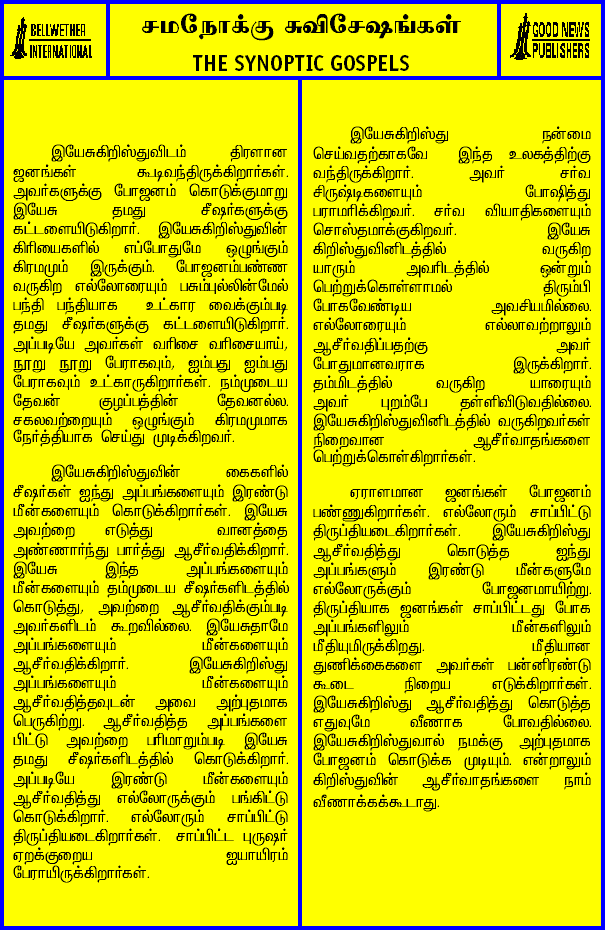 BELLWETHER
INTERNATIONAL
சமநோக்கு சுவிசேஷங்கள்
THE SYNOPTIC GOSPELS
GOOD NEWS
PUBLISHERS
இயேசுகிறிஸ்துவிடம் திரளான
ஜனங்கள் கூடிவந்திருக்கிறார்கள்.
அவர்களுக்கு போஜனம் கொடுக்குமாறு
இயேசு தமது சீஷர்களுக்கு
கட்டளையிடுகிறார். இயேசுகிறிஸ்துவின்
கிரியைகளில் எப்போதுமே ஒழுங்கும்
கிரமமும் இருக்கும். போஜனம்பண்ண
வருகிற எல்லோரையும் பசும்புல்லின்மேல்
பந்தி பந்தியாக உட்கார வைக்கும்படி
தமது சீஷர்களுக்கு கட்டளையிடுகிறார்.
அப்படியே அவர்கள் வரிசை வரிசையாய்,
நூறு நூறு பேராகவும், ஐம்பது ஐம்பது
பேராகவும் உட்காருகிறார்கள். நம்முடைய
தேவன் குழப்பத்தின் தேவனல்ல.
சகலவற்றையும் ஒழுங்கும் கிரமமுமாக
நேர்த்தியாக செய்து முடிக்கிறவர்.
இயேசுகிறிஸ்துவின் கைகளில்
சீஷர்கள் ஐந்து அப்பங்களையும் இரண்டு
மீன்களையும் கொடுக்கிறார்கள். இயேசு
அவற்றை எடுத்து வானத்தை
அண்ணார்ந்து பார்த்து ஆசீர்வதிக்கிறார்.
இயேசு இந்த அப்பங்களையும்
மீன்களையும் தம்முடைய சீஷர்களிடத்தில்
கொடுத்து, அவற்றை ஆசீர்வதிக்கும்படி
அவர்களிடம் கூறவில்லை. இயேசுதாமே
அப்பங்களையும் மீன்களையும்
ஆசீர்வதிக்கிறார். இயேசுகிறிஸ்து
அப்பங்களையும் மீன்களையும்
ஆசீர்வதித்தவுடன் அவை அற்புதமாக
பெருகிற்று. ஆசீர்வதித்த அப்பங்களை
பிட்டு அவற்றை பரிமாறும்படி இயேசு
தமது சீஷர்களிடத்தில் கொடுக்கிறார்.
அப்படியே இரண்டு மீன்களையும்
ஆசீர்வதித்து எல்லோருக்கும் பங்கிட்டு
கொடுக்கிறார். எல்லோரும் சாப்பிட்டு
திருப்தியடைகிறார்கள். சாப்பிட்ட புருஷர்
ஏறக்குறைய ஐயாயிரம்
பேராயிருக்கிறார்கள்.
இயேசுகிறிஸ்து நன்மை
செய்வதற்காகவே இந்த உலகத்திற்கு
வந்திருக்கிறார். அவர் சர்வ
சிருஷ்டிகளையும் போஷித்து
பராமரிக்கிறவர். சர்வ வியாதிகளையும்
சொஸ்தமாக்குகிறவர். இயேசு
கிறிஸ்துவினிடத்தில் வருகிற
யாரும் அவரிடத்தில் ஒன்றும்
பெற்றுக்கொள்ளாமல் திரும்பி
போகவேண்டிய அவசியமில்லை.
எல்லோரையும் எல்லாவற்றாலும்
ஆசீர்வதிப்பதற்கு அவர்
போதுமானவராக இருக்கிறார்.
தம்மிடத்தில் வருகிற யாரையும்
அவர் புறம்பே தள்ளிவிடுவதில்லை.
இயேசுகிறிஸ்துவினிடத்தில் வருகிறவர்கள்
நிறைவான ஆசீர்வாதங்களை
பெற்றுக்கொள்கிறார்கள்.
ஏராளமான ஜனங்கள் போஜனம்
பண்ணுகிறார்கள். எல்லோரும் சாப்பிட்டு
திருப்தியடைகிறார்கள். இயேசுகிறிஸ்து
ஆசீர்வதித்து கொடுத்த ஐந்து
அப்பங்களும் இரண்டு மீன்களுமே
எல்லோருக்கும் போஜனமாயிற்று.
திருப்தியாக ஜனங்கள் சாப்பிட்டது போக
அப்பங்களிலும் மீன்களிலும்
மீதியுமிருக்கிறது. மீதியான
துணிக்கைகளை அவர்கள் பன்னிரண்டு
கூடை நிறைய எடுக்கிறார்கள்.
இயேசுகிறிஸ்து ஆசீர்வதித்து கொடுத்த
எதுவுமே வீணாக போவதில்லை.
இயேசுகிறிஸ்துவால் நமக்கு அற்புதமாக
போஜனம் கொடுக்க முடியும். என்றாலும்
கிறிஸ்துவின் ஆசீர்வாதங்களை நாம்
வீணாக்கக்கூடாது.